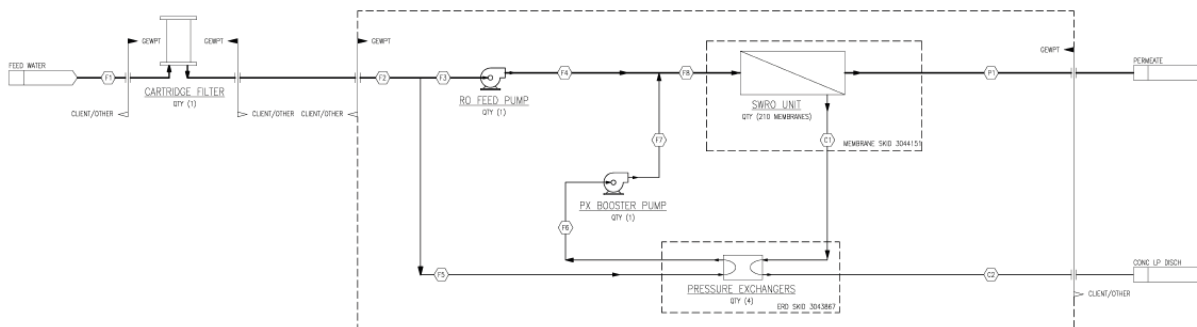 GEWPT
GEWPT
GEWPT
GEWPT
FEED WATER
F1
F2
F3
F4
F8
P1
PERMEATE
CARTRIDGE FILTER
QTY (1)
RO FEED PUMP
QTY (1)
SWRO UNIT
QTY (210 MEMBRANES)
CLIENT/OTHER
CLIENT/OTHER
CLIENT/OTHER
F7
C1
MEMBRANE SKID 3044151
PX BOOSTER PUMP
QTY (1)
F6
F5
C2
CONC LP DISCH
PRESSURE EXCHANGERS
QTY (4)
ERD SKID 3043867
CLIENT/OTHER